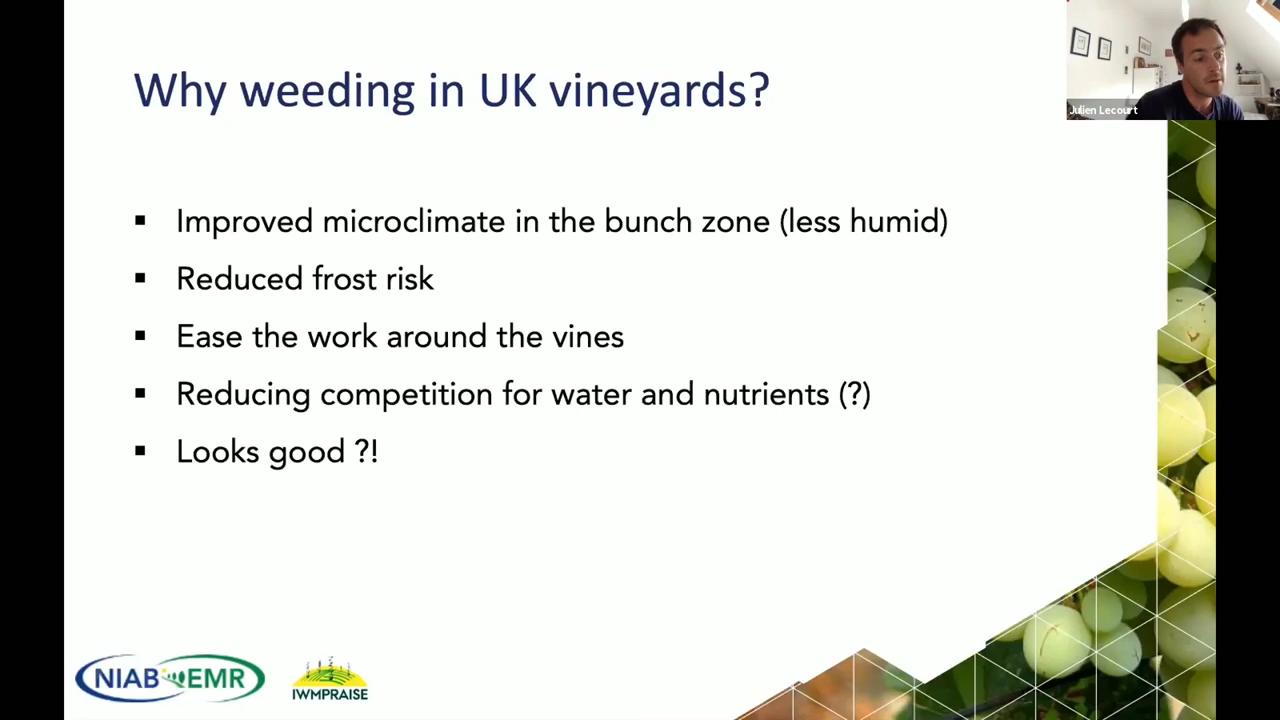 Why weeding in UK vineyards?
Julien Lecourt
▪ Improved microclimate in the bunch zone (less humid)
▪ Reduced frost risk
▪ Ease the work around the vines
▪ Reducing competition for water and nutrients (?)
▪ Looks good ?!
NIAB EMR
IWMPRAISE